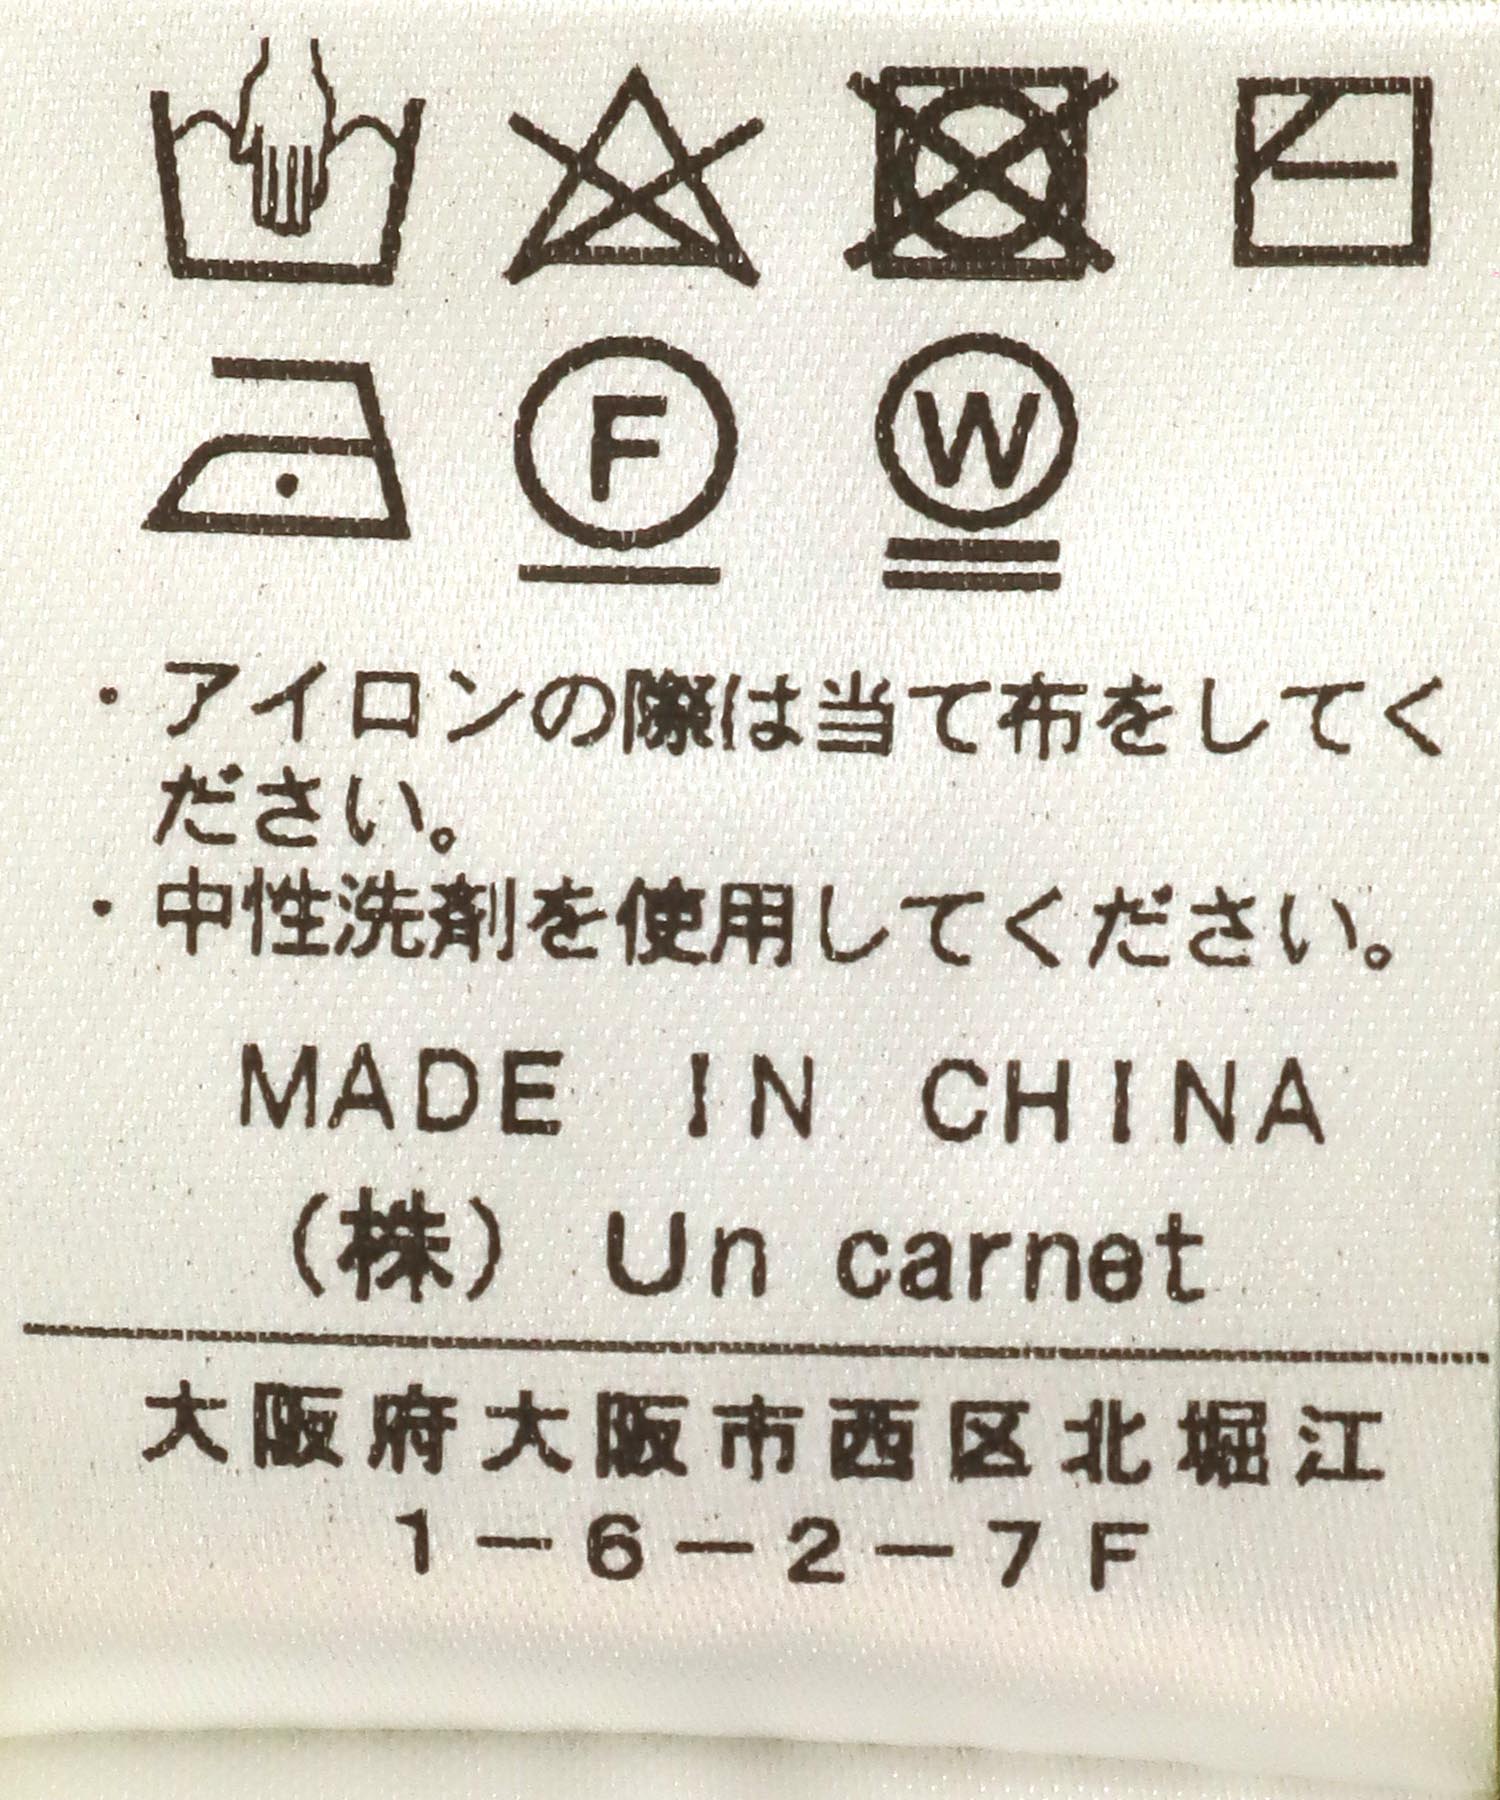 F
W
・アイロンの際は当て布をしてく
ださい。
・中性洗剤を使用してください。
MADE IN CHINA
（株） Un carnet
大阪府大阪市西区北堀江
1－6－2－7F